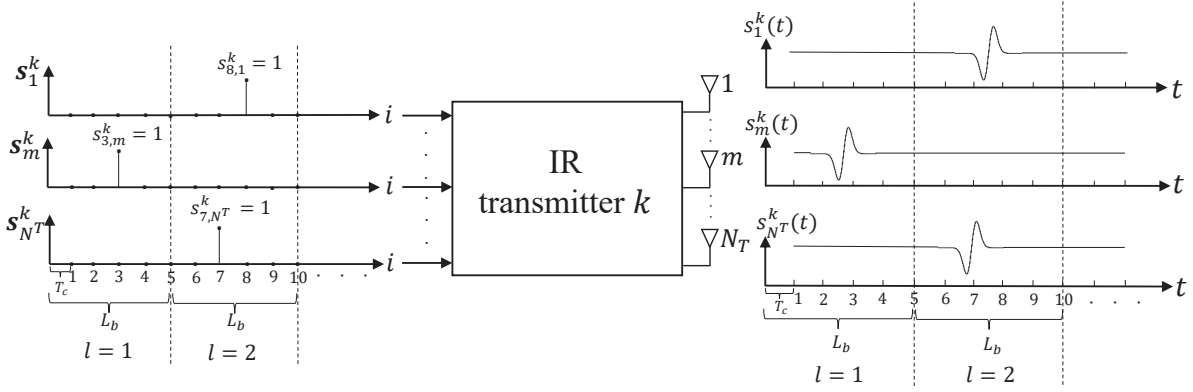 s_1^k
s_{8,1}^k = 1
i
s_m^k
s_{3,m}^k = 1
i
s_{N^T}^k
s_{7,N^T}^k = 1
i
1 2 3 4 5 6 7 8 9 10 . . .
T_c
L_b L_b
l = 1 l = 2
IR
transmitter k
1
m
N_T
s_1^k(t)
t
s_m^k(t)
t
s_{N^T}^k(t)
t
1 2 3 4 5 6 7 8 9 10 . . .
T_c
L_b L_b
l = 1 l = 2